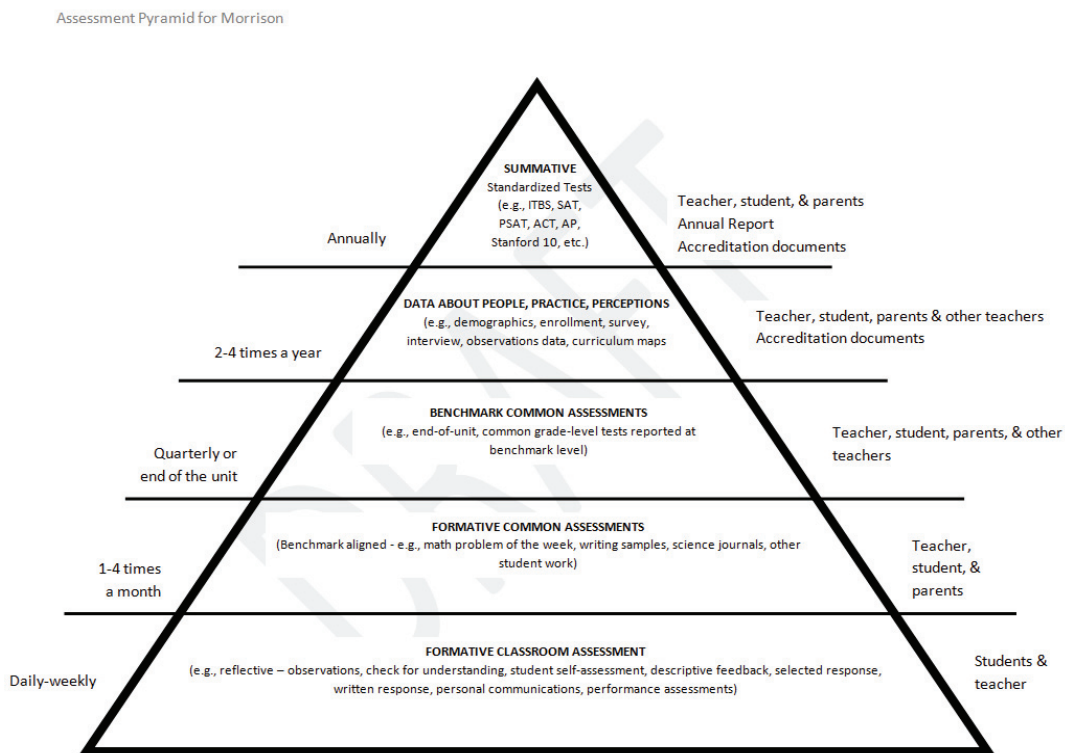 Assessment Pyramid for Morrison
SUMMATIVE
Standardized Tests
(e.g., ITBS, SAT,
PSAT, ACT, AP,
Stanford 10, etc.)
Annually
Teacher, student, & parents
Annual Report
Accreditation documents
DATA ABOUT PEOPLE, PRACTICE, PERCEPTIONS
(e.g., demographics, enrollment, survey,
interview, observations data, curriculum maps
2-4 times a year
Teacher, student, parents & other teachers
Accreditation documents
BENCHMARK COMMON ASSESSMENTS
(e.g., end-of-unit, common grade-level tests reported at
benchmark level)
Quarterly or
end of the unit
Teacher, student, parents, & other
teachers
FORMATIVE COMMON ASSESSMENTS
(Benchmark aligned - e.g., math problem of the week, writing samples, science journals, other
student work)
1-4 times
a month
Teacher,
student, &
parents
FORMATIVE CLASSROOM ASSESSMENT
(e.g., reflective – observations, check for understanding, student self-assessment, descriptive feedback, selected response,
written response, personal communications, performance assessments)
Daily-weekly
Students &
teacher
DRAFT